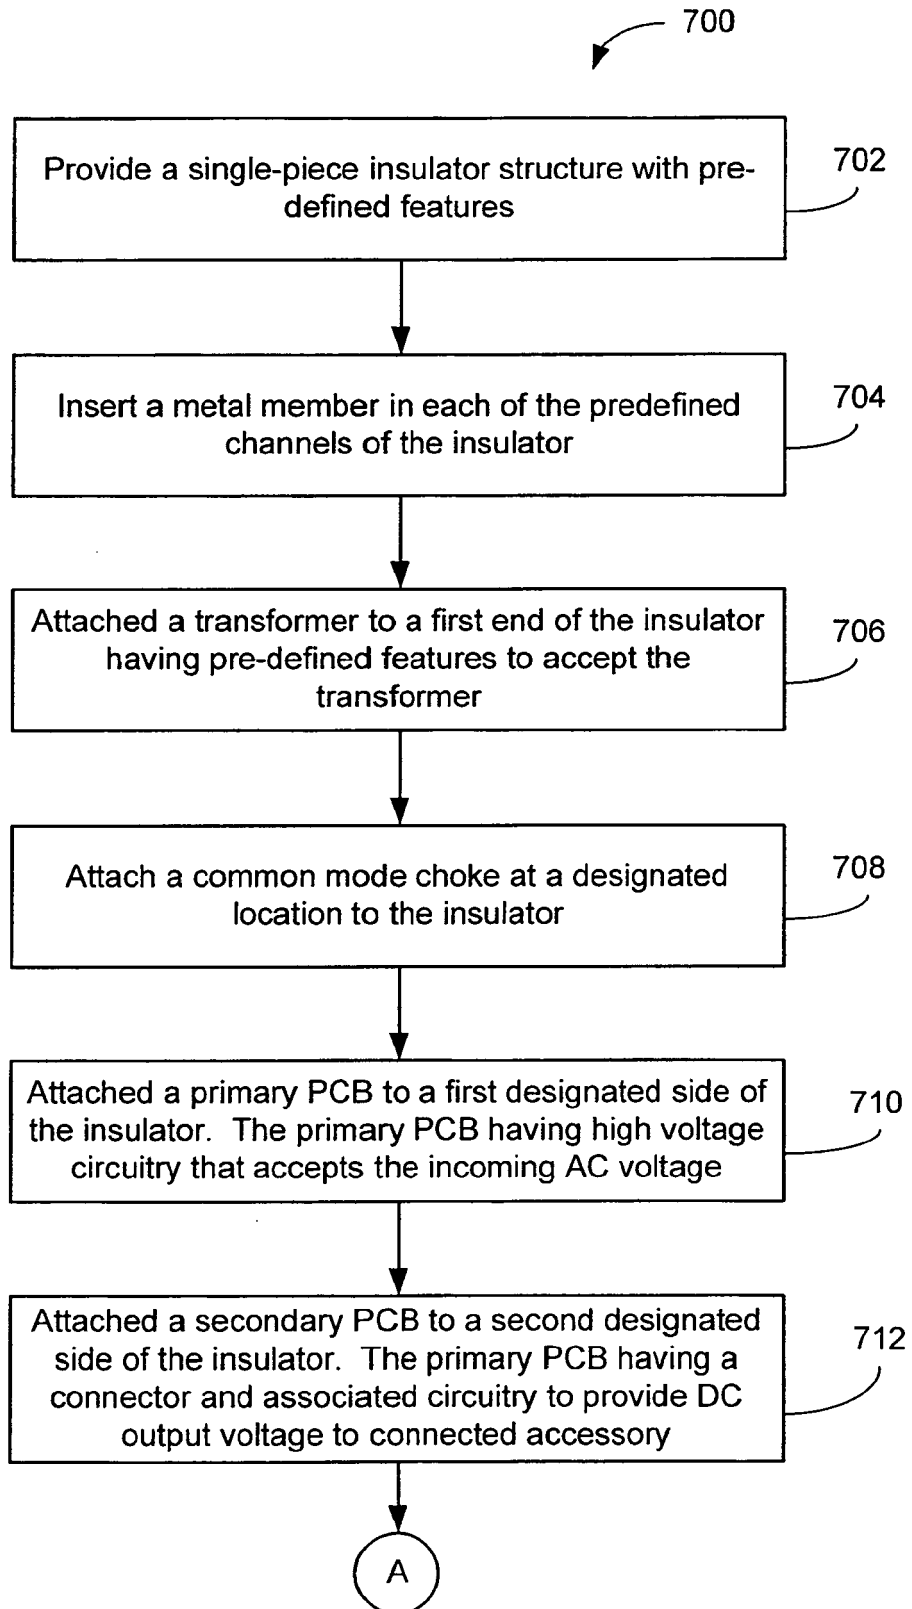 700
Provide a single-piece insulator structure with pre-
defined features
702
Insert a metal member in each of the predefined
channels of the insulator
704
Attached a transformer to a first end of the insulator
having pre-defined features to accept the
transformer
706
Attach a common mode choke at a designated
location to the insulator
708
Attached a primary PCB to a first designated side of
the insulator.  The primary PCB having high voltage
circuitry that accepts the incoming AC voltage
710
Attached a secondary PCB to a second designated
side of the insulator.  The primary PCB having a
connector and associated circuitry to provide DC
output voltage to connected accessory
712
A